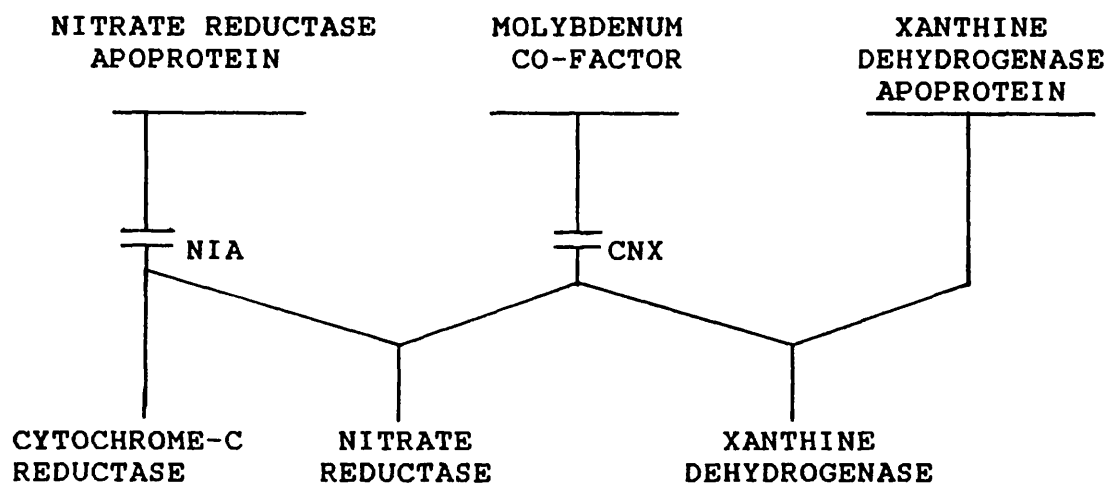 NITRATE REDUCTASE
APOPROTEIN
MOLYBDENUM
CO-FACTOR
XANTHINE
DEHYDROGENASE
APOPROTEIN
NIA
CNX
CYTOCHROME-C
REDUCTASE
NITRATE
REDUCTASE
XANTHINE
DEHYDROGENASE